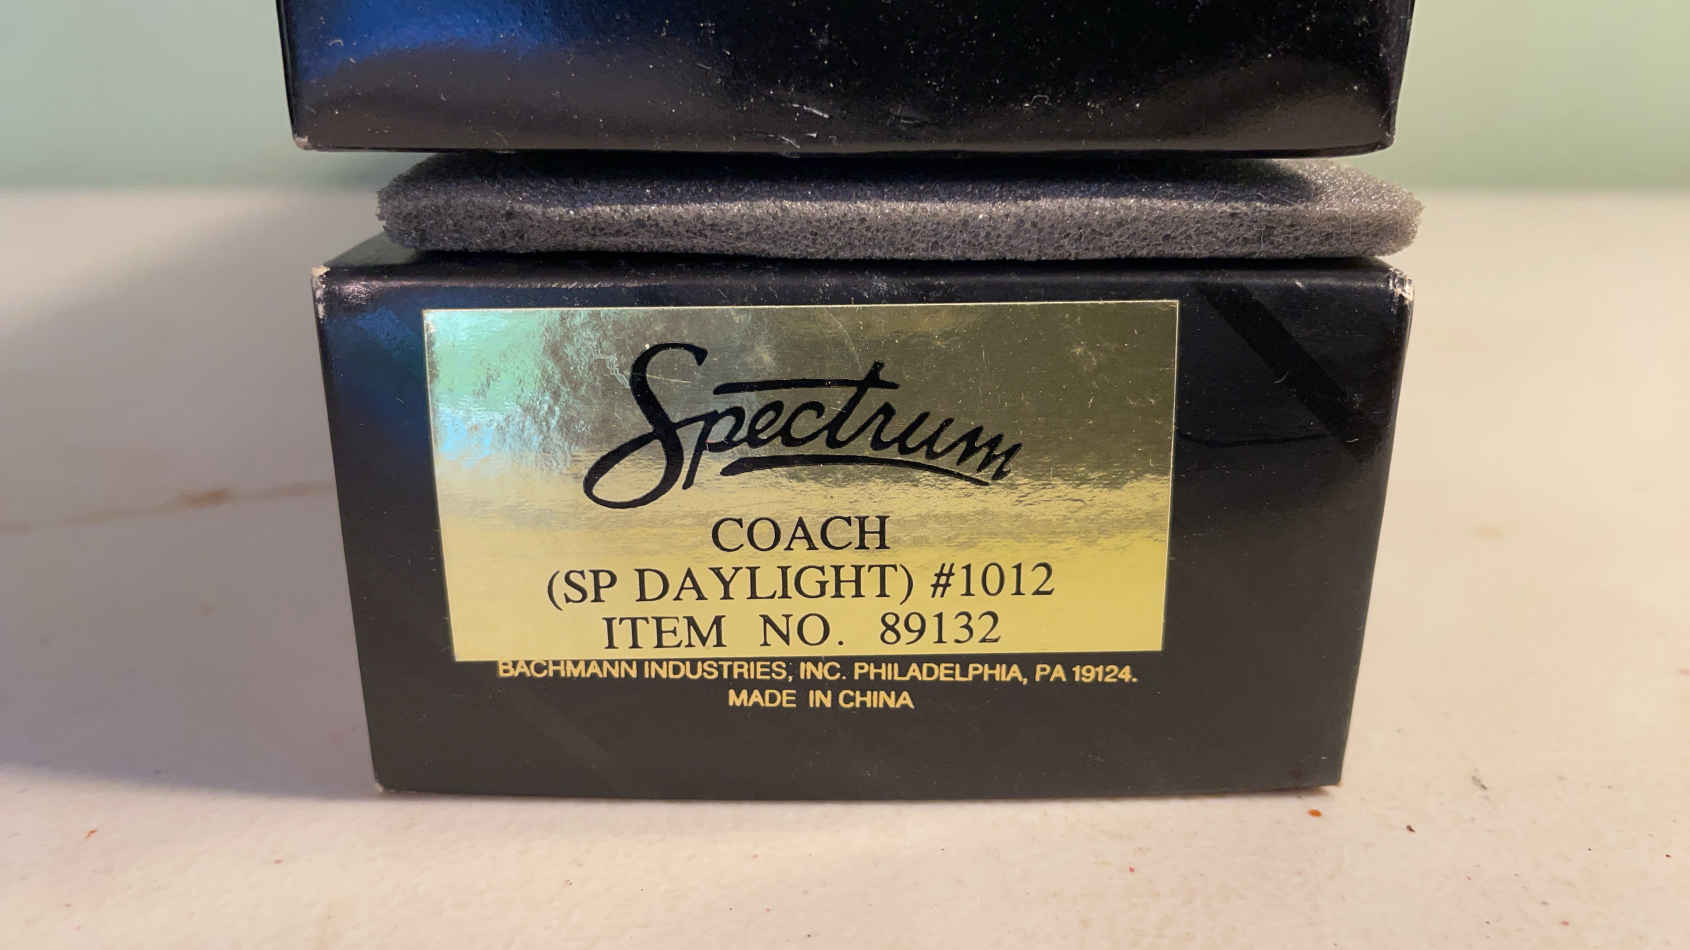 Spectrum
COACH
(SP DAYLIGHT) #1012
ITEM NO. 89132
BACHMANN INDUSTRIES, INC. PHILADELPHIA, PA 19124.
MADE IN CHINA